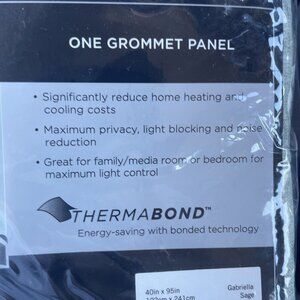 ONE GROMMET PANEL
• Significantly reduce home heating and
cooling costs
• Maximum privacy, light blocking and noise
reduction
• Great for family/media room or bedroom for
maximum light control
THERMABOND™
Energy-saving with bonded technology
40in x 95in
Gabriella
102cm x 241cm
Sage